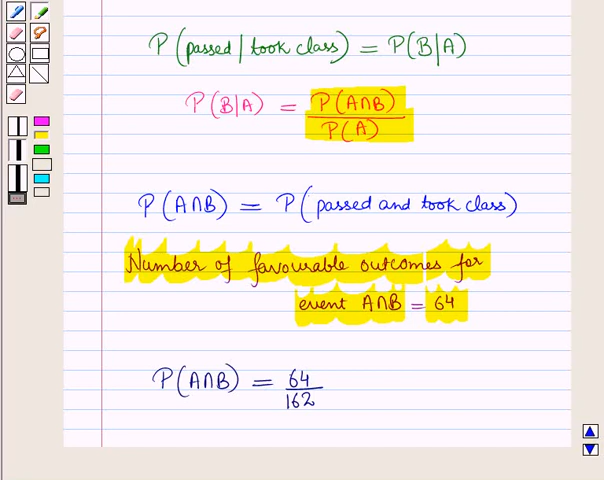 P(passed/took class) = P(B|A)
P(B|A) = P(A∩B)/P(A)
P(A∩B) = P(passed and took class)
Number of favourable outcomes for
event A∩B = 64
P(A∩B) = 64/162